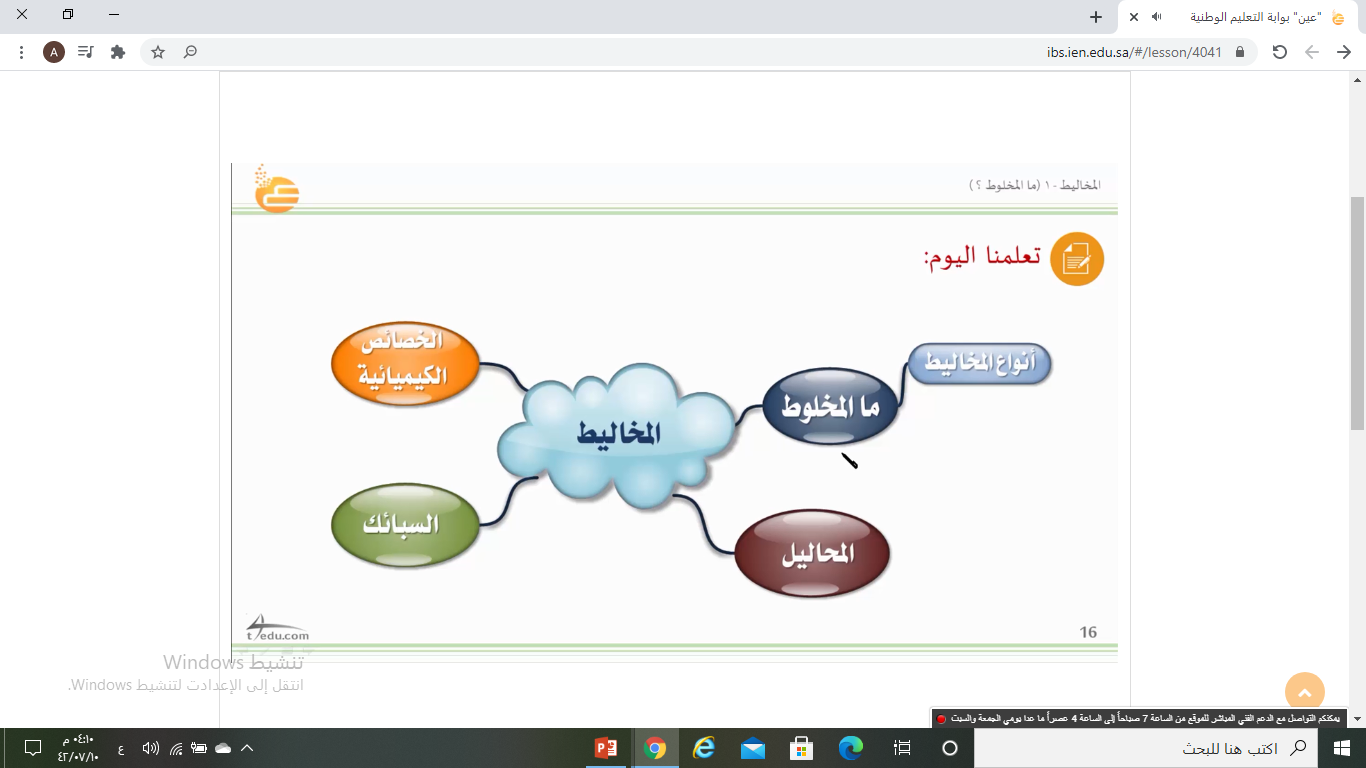 "عين" بوابة التعليم الوطنية
ibs.ien.edu.sa/#/lesson/4041
A
المخاليط - ١ (ما المخلوط ؟)
تعلمنا اليوم:
أنواع المخاليط
ما المخلوط
المخاليط
الخصائص
الكيميائية
السبائك
المحاليل
t4edu.com
16
تنشيط Windows
انتقل إلى الإعدادت لتنشيط Windows.
يمكنكم التواصل مع الدعم الفني المباشر للموقع من الساعة 7 صباحاً إلى الساعة 4 عصراً ما عدا يومي الجمعة والسبت
اكتب هنا للبحث
ع
٠٤:١٠ م
٤٢/٠٧/١٠